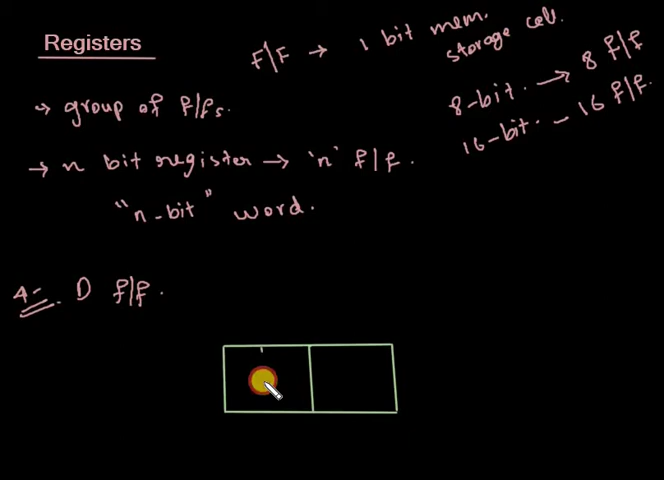 Registers
F/F → 1 bit mem.
storage cell.
→ group of f/fs.
8-bit. → 8 f/f
16-bit. - 16 f/f.
→ n bit register → 'n' f/f.
"n-bit" word.
4-. D f/f.